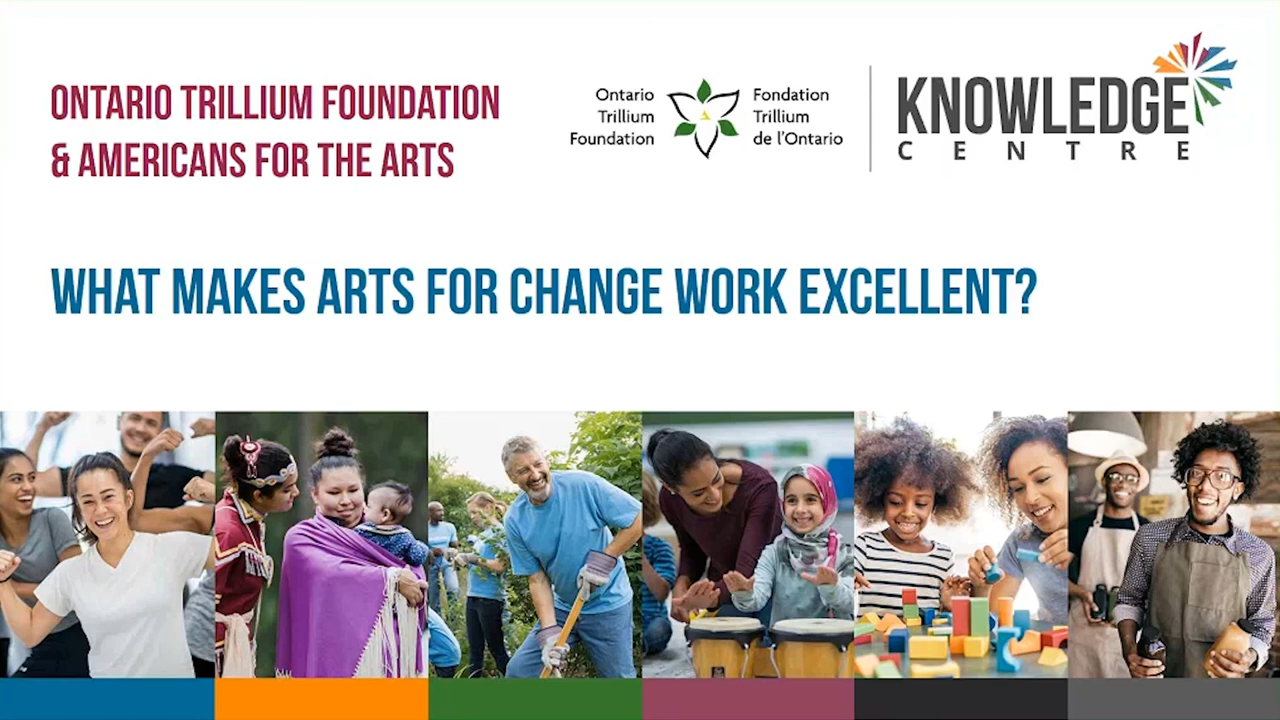 ONTARIO TRILLIUM FOUNDATION
& AMERICANS FOR THE ARTS
Ontario
Trillium
Foundation
Fondation
Trillium
de l'Ontario
KNOWLEDGE
CENTRE
WHAT MAKES ARTS FOR CHANGE WORK EXCELLENT?